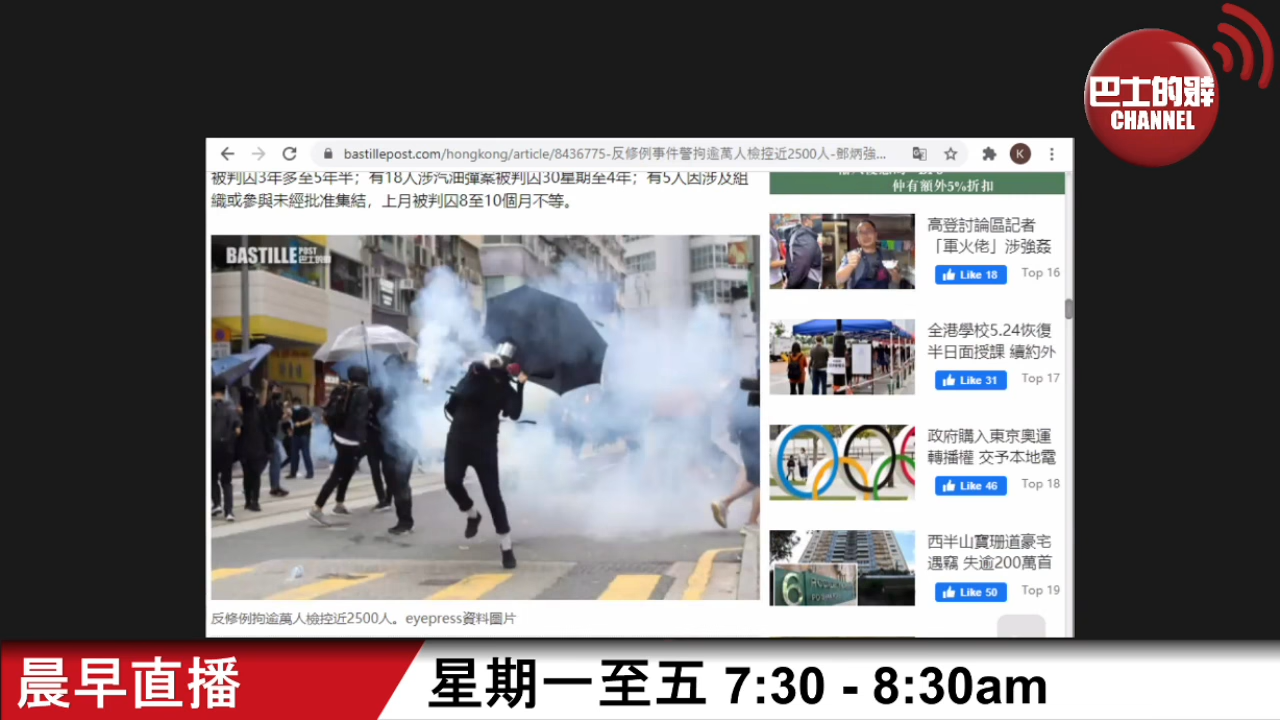 巴士的報
CHANNEL
bastillepost.com/hongkong/article/8436775-反修例事件警拘逾萬人檢控近2500人-鄧炳強...
K
被判囚3年多至5年半；有18人涉汽油彈案被判囚30星期至4年；有5人因涉及組
織或參與未經批准集結，上月被判囚8至10個月不等。
BASTILLE POST
巴士的報
反修例拘逾萬人檢控近2500人。eyepress資料圖片
仲有額外5%折扣
高登討論區記者
「軍火佬」涉強姦
Like 18 Top 16
全港學校5.24恢復
半日面授課 續約外
Like 31 Top 17
政府購入東京奧運
轉播權 交予本地電
Like 46 Top 18
西半山寶珊道豪宅
遇竊 失逾200萬首
6
Like 50 Top 19
晨早直播
星期一至五 7:30 - 8:30am